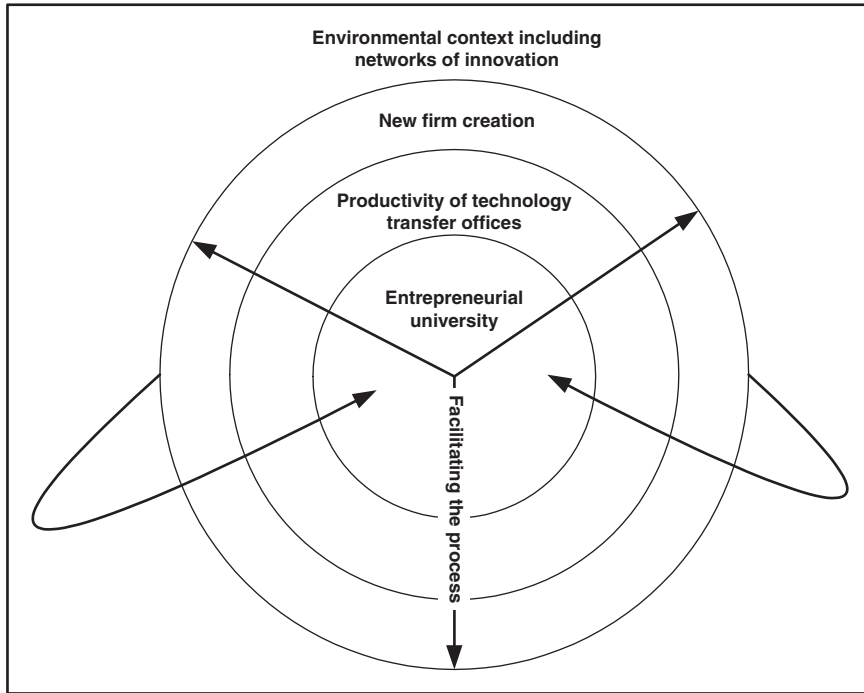 Environmental context including
networks of innovation
New firm creation
Productivity of technology
transfer offices
Entrepreneurial
university
Facilitating the process